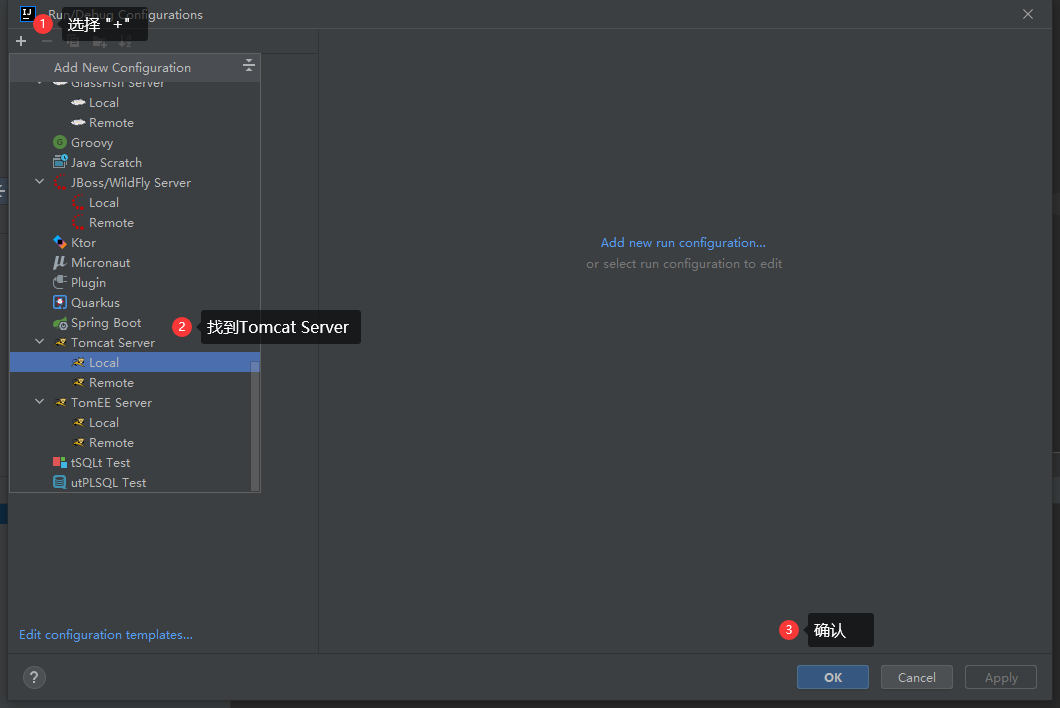 IJ
Run/Debug Configurations
1
选择 "+"
Add New Configuration
GlassFish Server
Local
Remote
G
Groovy
Java Scratch
JBoss/WildFly Server
Local
Remote
Ktor
Micronaut
Plugin
Quarkus
Spring Boot
2
找到Tomcat Server
Tomcat Server
Local
Remote
TomEE Server
Local
Remote
tSQLt Test
utPLSQL Test
Add new run configuration...
or select run configuration to edit
Edit configuration templates...
3
确认
?
OK
Cancel
Apply